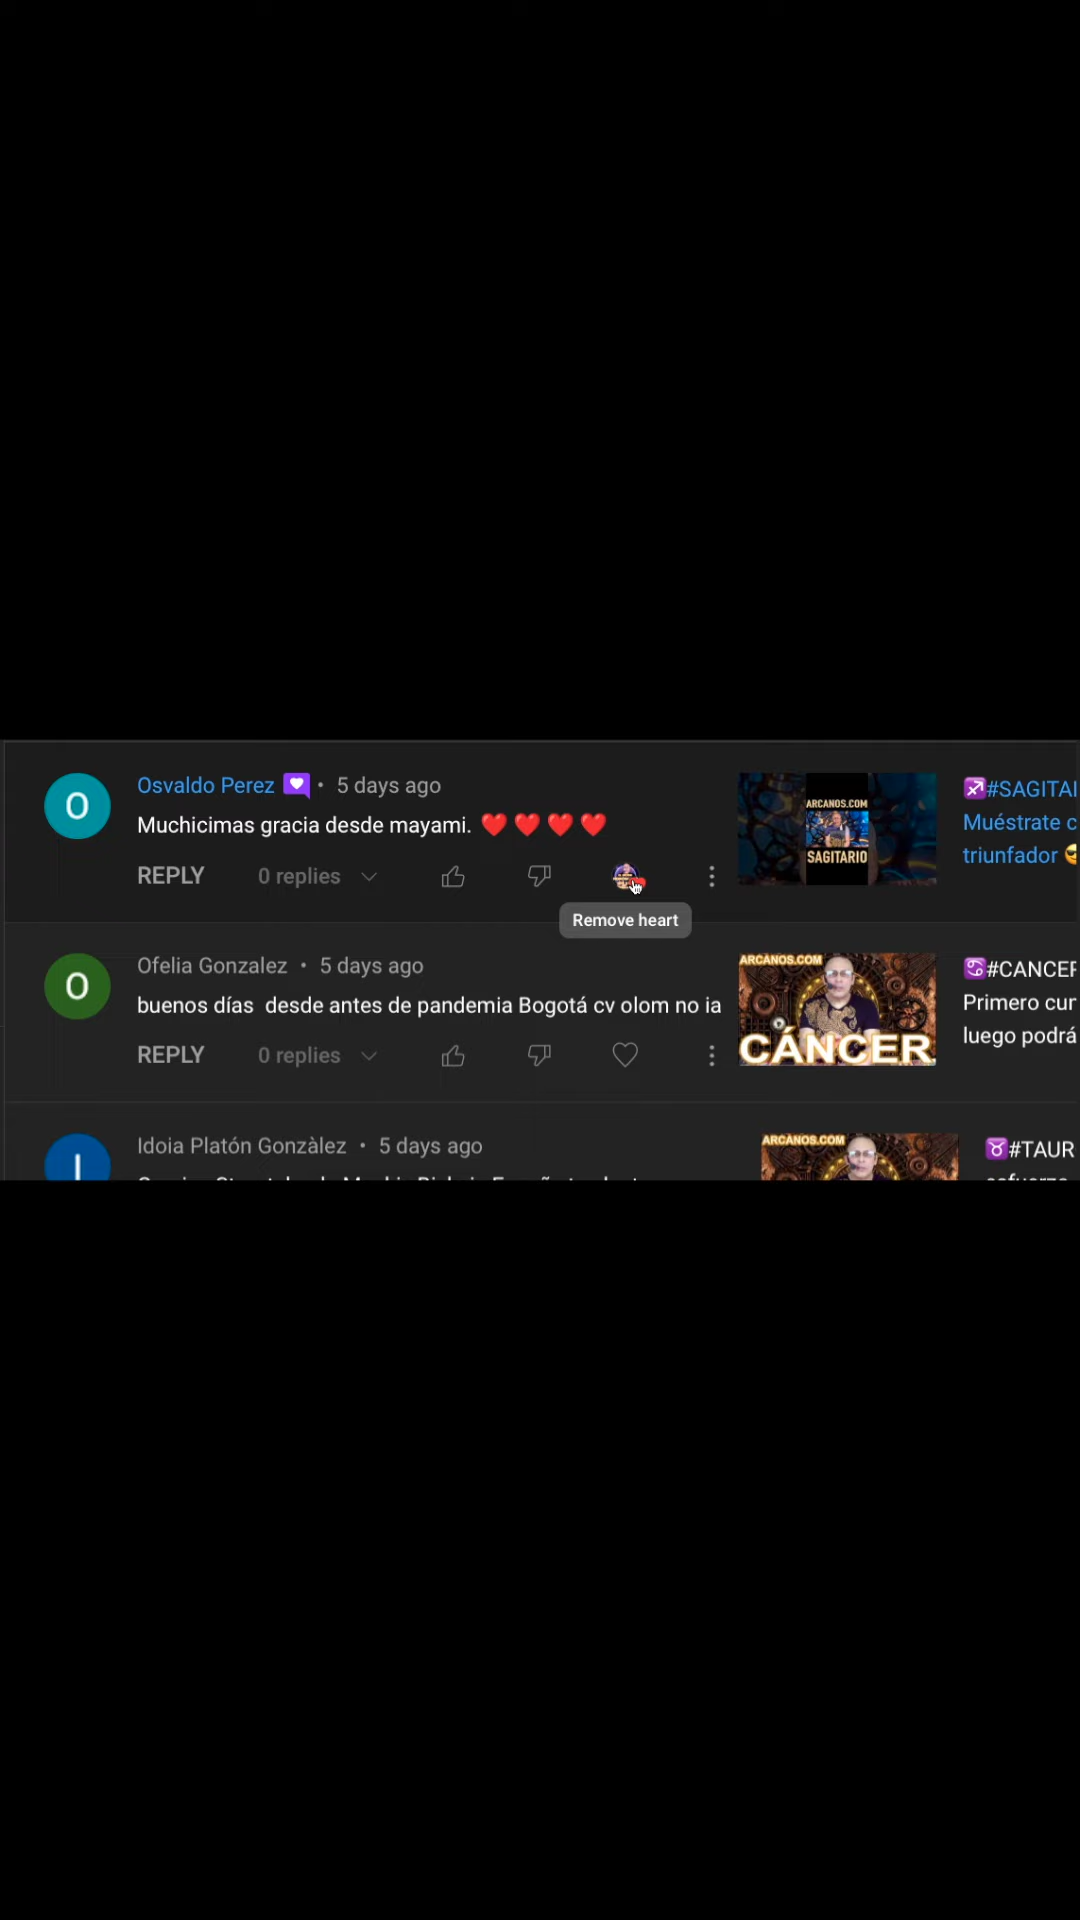 Osvaldo Perez • 5 days ago
Muchicimas gracia desde mayami. ❤️❤️❤️❤️
REPLY 0 replies
Remove heart
ARCANOS.COM
SAGITARIO
♐#SAGITAI
Muéstrate c
triunfador
O
Ofelia Gonzalez • 5 days ago
buenos días desde antes de pandemia Bogotá cv olom no ia
REPLY 0 replies
O
ARCANOS.COM
CÁNCER
♋#CANCER
Primero cur
luego podrá
I
Idoia Platón Gonzàlez • 5 days ago
ARCANOS.COM
♉#TAUR